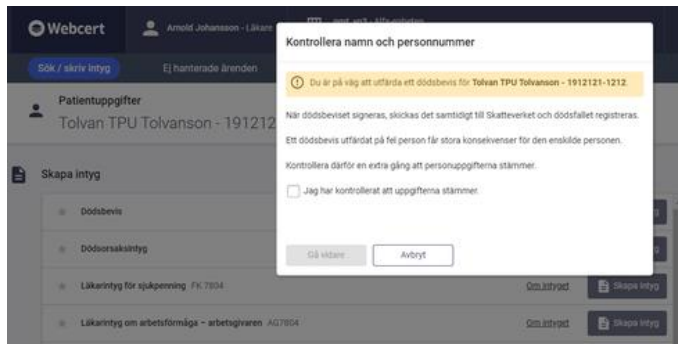 Webcert
Arnold Johansson - Läkare
Sök / skriv intyg
Ej hanterade ärenden
Patientuppgifter
Tolvan TPU Tolvanson - 191212
Skapa intyg
Dödsbevis
Dödsorsaksintyg
Läkarintyg för sjukpenning FK 7804
Om intyget
Skapa intyg
Läkarintyg om arbetsförmåga – arbetsgivaren AG7804
Om intyget
Skapa intyg
Kontrollera namn och personnummer
Du är på väg att utfärda ett dödsbevis för Tolvan TPU Tolvanson - 1912121-1212.
När dödsbeviset signeras, skickas det samtidigt till Skatteverket och dödsfallet registreras.
Ett dödsbevis utfärdat på fel person får stora konsekvenser för den enskilde personen.
Kontrollera därför en extra gång att personuppgifterna stämmer.
Jag har kontrollerat att uppgifterna stämmer.
Gå vidare
Avbryt